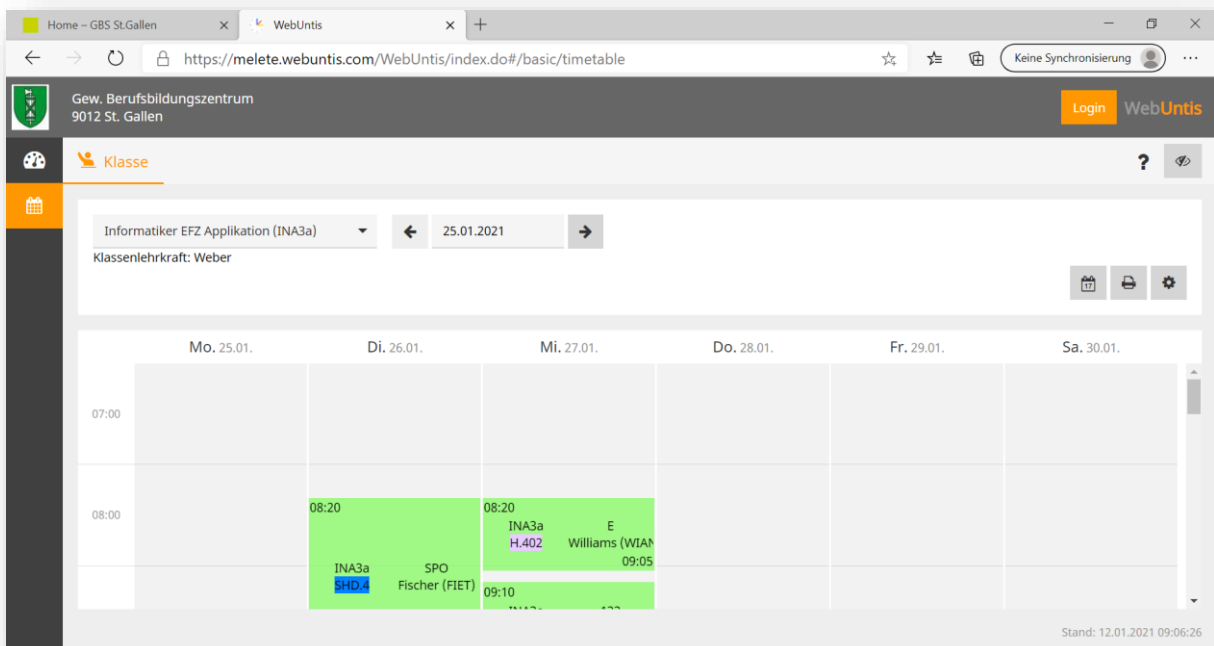 Home – GBS St.Gallen
WebUntis
https://melete.webuntis.com/WebUntis/index.do#/basic/timetable
Keine Synchronisierung
Gew. Berufsbildungszentrum
9012 St. Gallen
Login WebUntis
Klasse
?
Informatiker EFZ Applikation (INA3a)
25.01.2021
Klassenlehrkraft: Weber
17
Mo. 25.01. Di. 26.01. Mi. 27.01. Do. 28.01. Fr. 29.01. Sa. 30.01.
07:00
08:00
08:20
INA3a SPO
SHD.4 Fischer (FIET)
08:20
INA3a E
H.402 Williams (WIAN
09:05
09:10
Stand: 12.01.2021 09:06:26